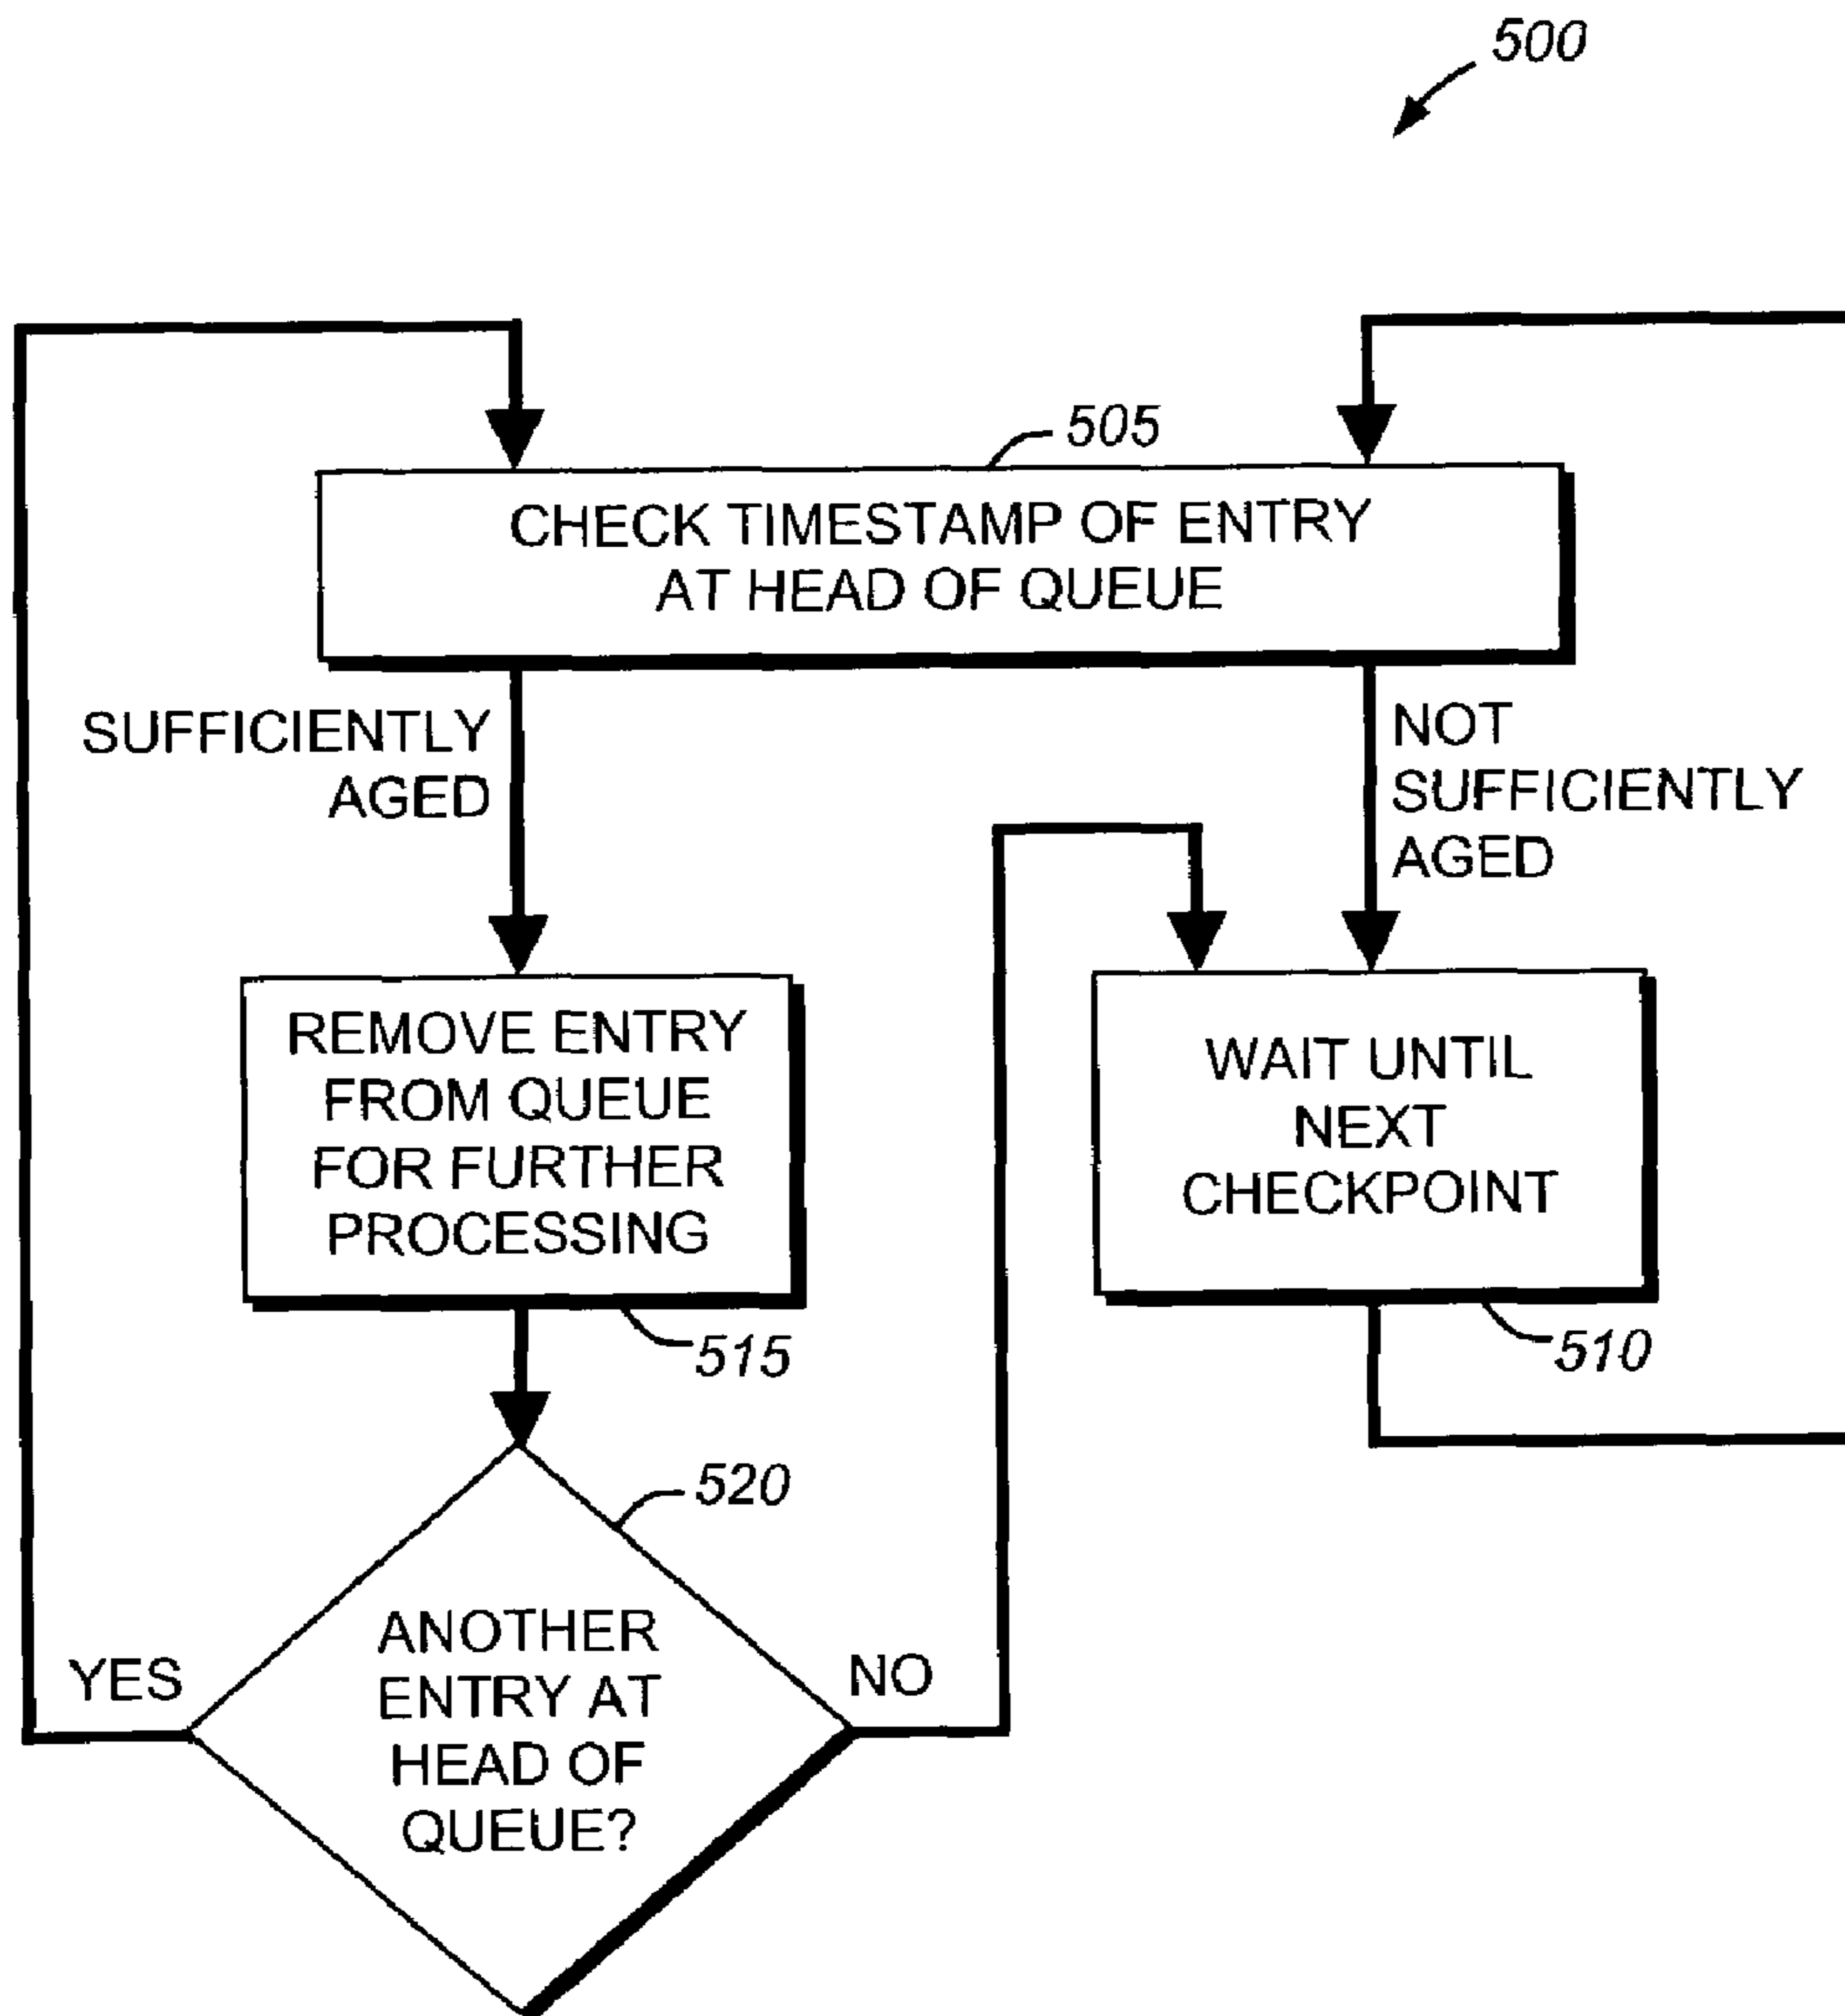 500
505
CHECK TIMESTAMP OF ENTRY
AT HEAD OF QUEUE
SUFFICIENTLY
AGED
NOT
SUFFICIENTLY
AGED
REMOVE ENTRY
FROM QUEUE
FOR FURTHER
PROCESSING
515
WAIT UNTIL
NEXT
CHECKPOINT
510
520
ANOTHER
ENTRY AT
HEAD OF
QUEUE?
YES
NO